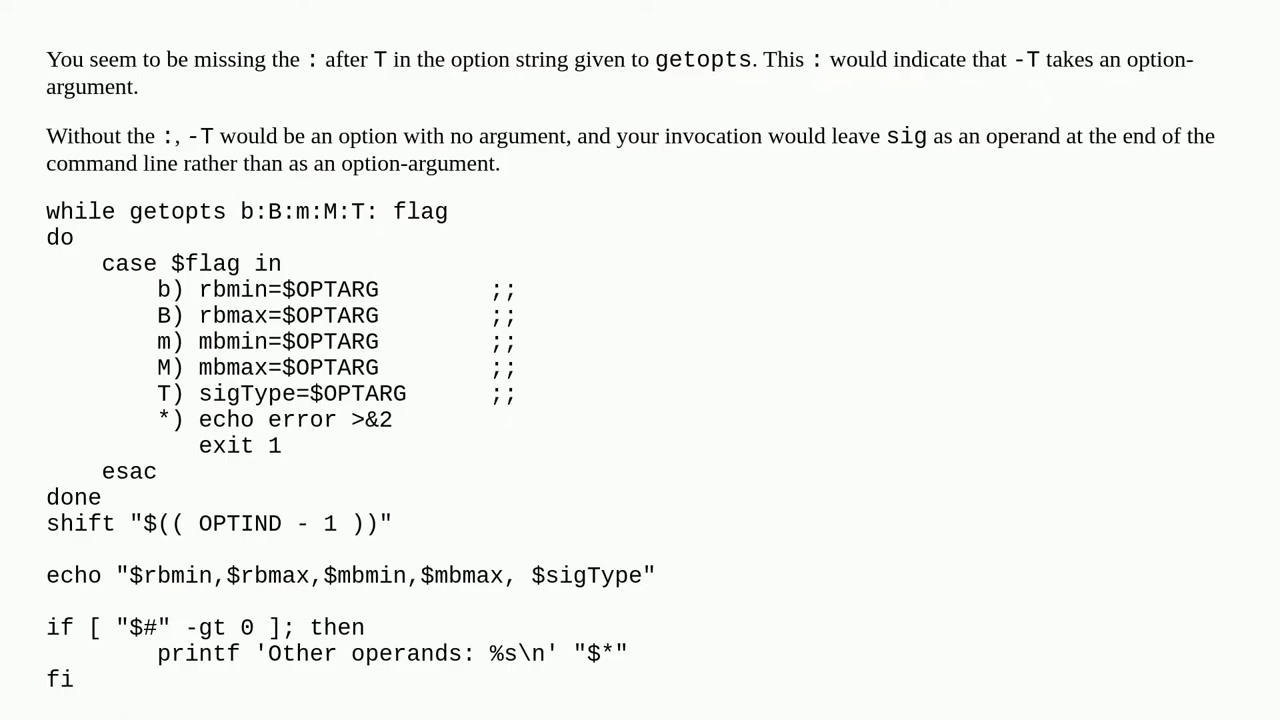 You seem to be missing the : after T in the option string given to getopts. This : would indicate that -T takes an option-
argument.
Without the :, -T would be an option with no argument, and your invocation would leave sig as an operand at the end of the
command line rather than as an option-argument.
while getopts b:B:m:M:T: flag
do
    case $flag in
        b) rbmin=$OPTARG        ;;
        B) rbmax=$OPTARG        ;;
        m) mbmin=$OPTARG        ;;
        M) mbmax=$OPTARG        ;;
        T) sigType=$OPTARG      ;;
        *) echo error >&2
           exit 1
    esac
done
shift "$(( OPTIND - 1 ))"
echo "$rbmin,$rbmax,$mbmin,$mbmax, $sigType"
if [ "$#" -gt 0 ]; then
        printf 'Other operands: %s\n' "$*"
fi